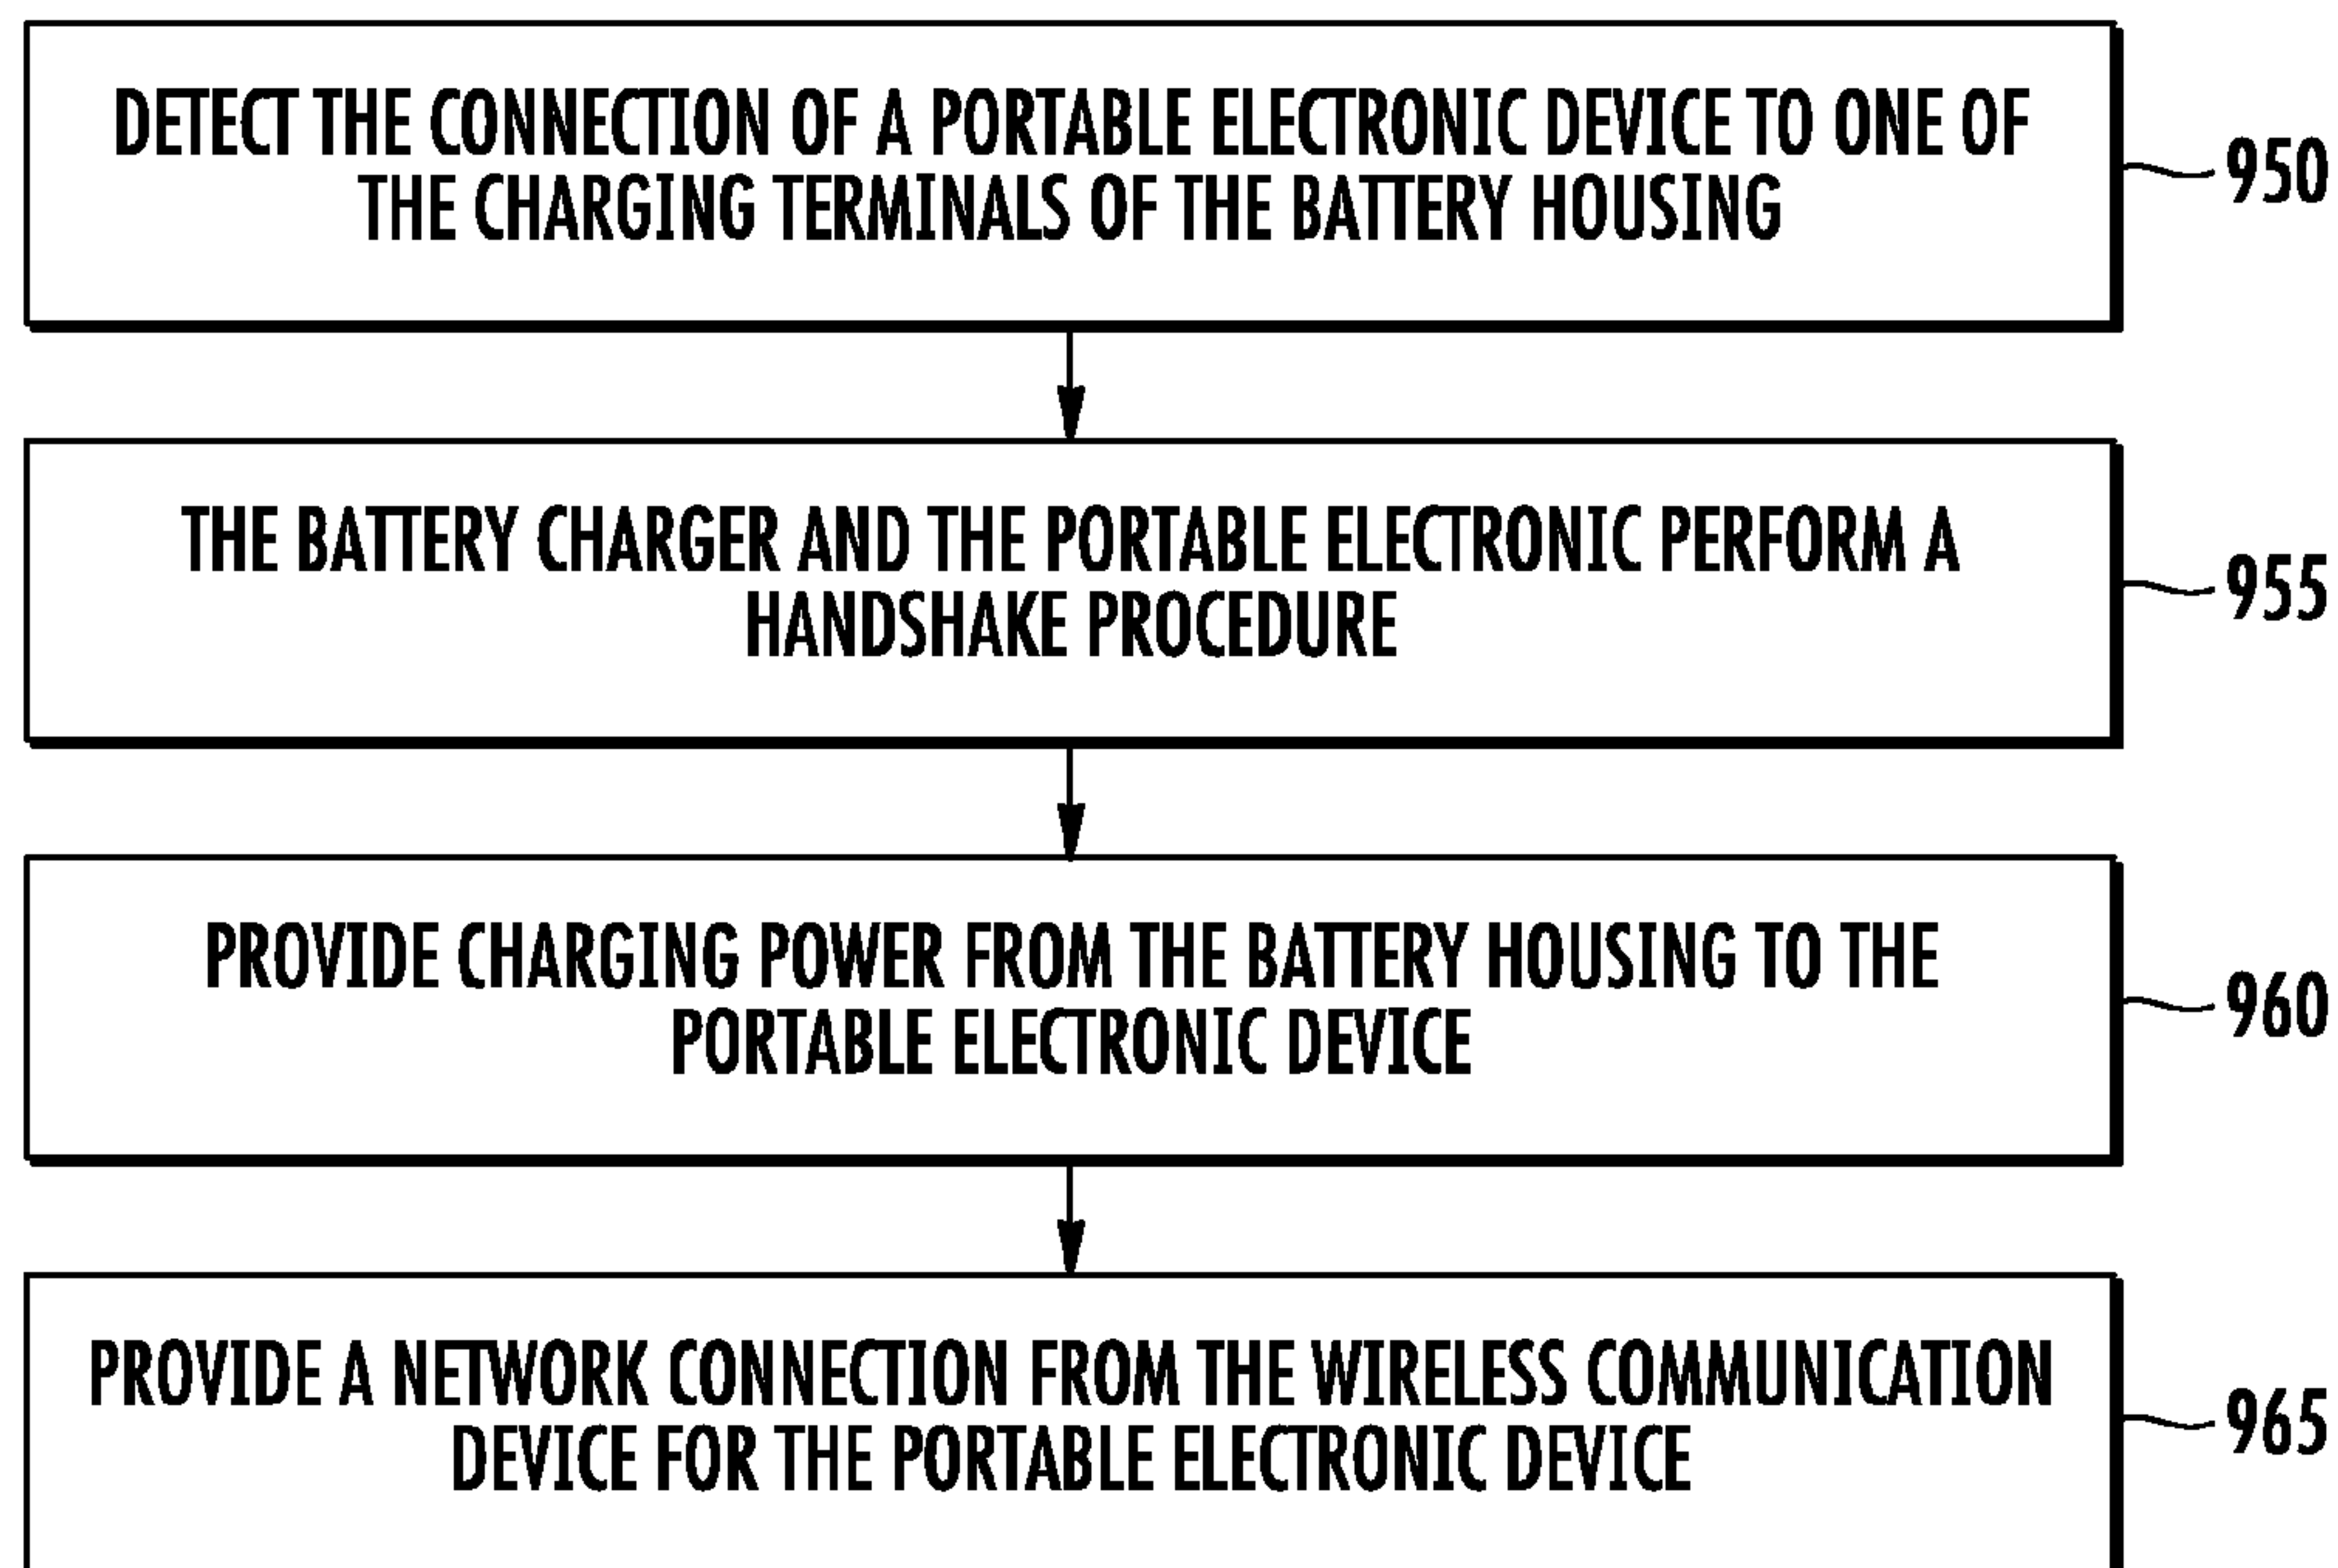 DETECT THE CONNECTION OF A PORTABLE ELECTRONIC DEVICE TO ONE OF
THE CHARGING TERMINALS OF THE BATTERY HOUSING
950
THE BATTERY CHARGER AND THE PORTABLE ELECTRONIC PERFORM A
HANDSHAKE PROCEDURE
955
PROVIDE CHARGING POWER FROM THE BATTERY HOUSING TO THE
PORTABLE ELECTRONIC DEVICE
960
PROVIDE A NETWORK CONNECTION FROM THE WIRELESS COMMUNICATION
DEVICE FOR THE PORTABLE ELECTRONIC DEVICE
965